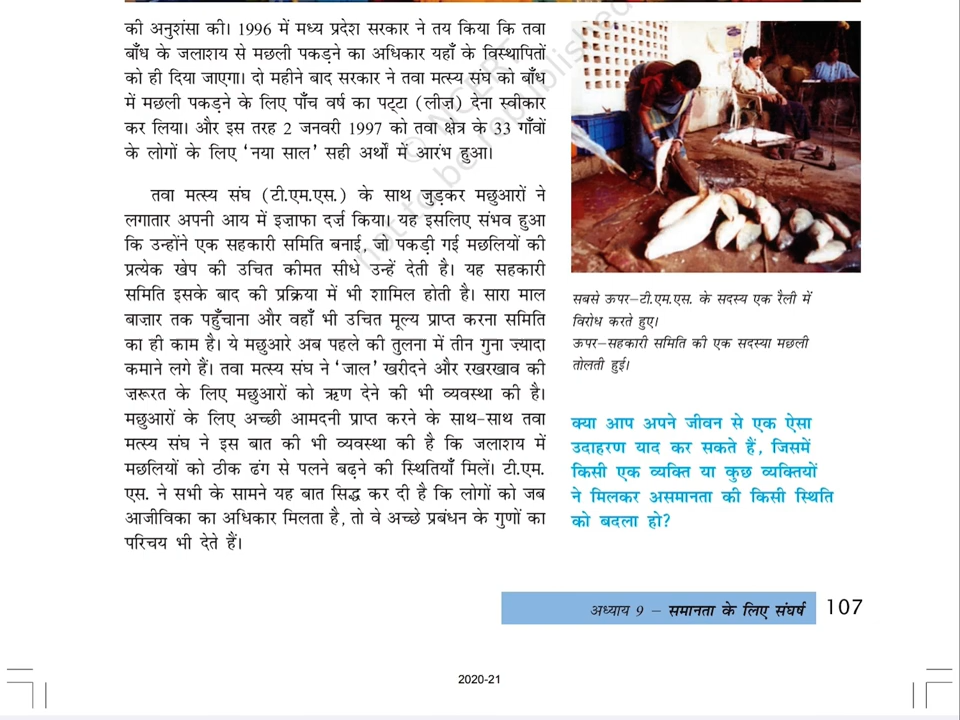 की अनुशंसा की। 1996 में मध्य प्रदेश सरकार ने तय किया कि तवा
बाँध के जलाशय से मछली पकड़ने का अधिकार यहाँ के विस्थापितों
को ही दिया जाएगा। दो महीने बाद सरकार ने तवा मत्स्य संघ को बाँध
में मछली पकड़ने के लिए पाँच वर्ष का पट्टा (लीज़) देना स्वीकार
कर लिया। और इस तरह 2 जनवरी 1997 को तवा क्षेत्र के 33 गाँवों
के लोगों के लिए ‘नया साल’ सही अर्थों में आरंभ हुआ।
तवा मत्स्य संघ (टी.एम.एस.) के साथ जुड़कर मछुआरों ने
लगातार अपनी आय में इज़ाफा दर्ज़ किया। यह इसलिए संभव हुआ
कि उन्होंने एक सहकारी समिति बनाई, जो पकड़ी गई मछलियों की
प्रत्येक खेप की उचित कीमत सीधे उन्हें देती है। यह सहकारी
समिति इसके बाद की प्रक्रिया में भी शामिल होती है। सारा माल
बाज़ार तक पहुँचाना और वहाँ भी उचित मूल्य प्राप्त करना समिति
का ही काम है। ये मछुआरे अब पहले की तुलना में तीन गुना ज़्यादा
कमाने लगे हैं। तवा मत्स्य संघ ने ‘जाल’ खरीदने और रखरखाव की
ज़रूरत के लिए मछुआरों को ऋण देने की भी व्यवस्था की है।
मछुआरों के लिए अच्छी आमदनी प्राप्त करने के साथ-साथ तवा
मत्स्य संघ ने इस बात की भी व्यवस्था की है कि जलाशय में
मछलियों को ठीक ढंग से पलने बढ़ने की स्थितियाँ मिलें। टी.एम.
एस. ने सभी के सामने यह बात सिद्ध कर दी है कि लोगों को जब
आजीविका का अधिकार मिलता है, तो वे अच्छे प्रबंधन के गुणों का
परिचय भी देते हैं।
सबसे ऊपर–टी.एम.एस. के सदस्य एक रैली में
विरोध करते हुए।
ऊपर–सहकारी समिति की एक सदस्या मछली
तोलती हुई।
क्या आप अपने जीवन से एक ऐसा
उदाहरण याद कर सकते हैं, जिसमें
किसी एक व्यक्ति या कुछ व्यक्तियों
ने मिलकर असमानता की किसी स्थिति
को बदला हो?
© NCERT
not to be republished
अध्याय 9 – समानता के लिए संघर्ष 107
2020-21